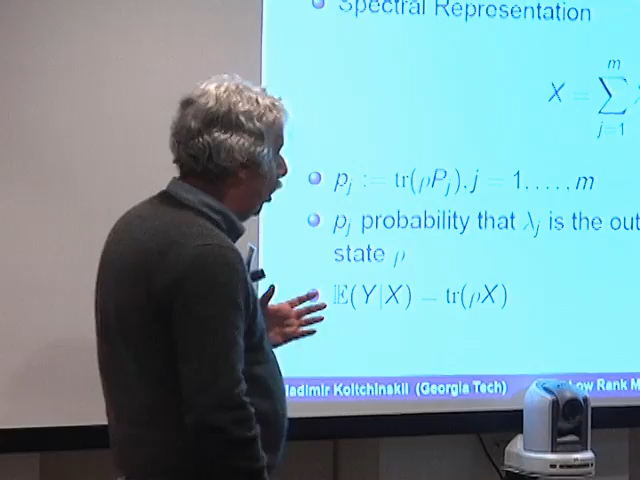 Spectral Representation
X = ∑_{j=1}^{m}
p_j := tr(ρP_j), j = 1, . . . , m
p_j probability that λ_j is the out
state ρ
𝔼(Y|X) = tr(ρX)
ladimir Koltchinskii (Georgia Tech) Low Rank M